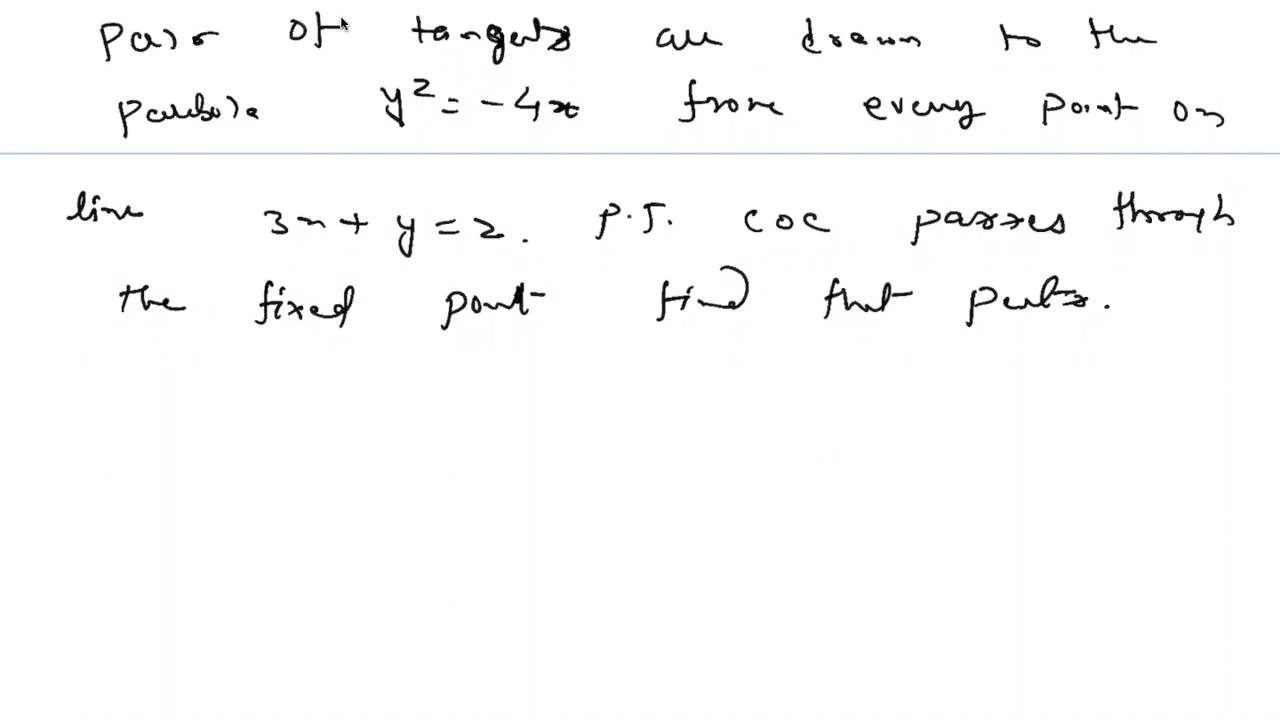 Pair of tangets are drawn to the
parabola y² = -4x from every point on
line 3x + y = 2. P.T. COC passes through
the fixed point find that point.